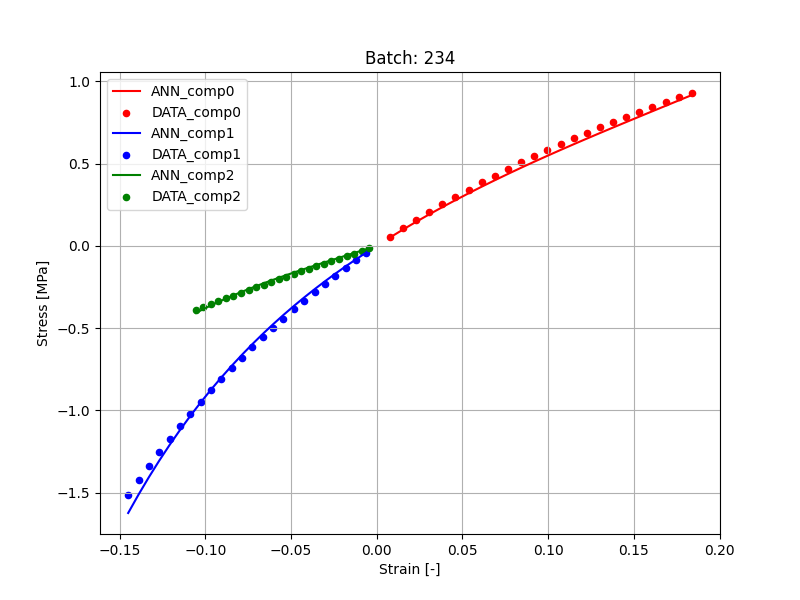 Batch: 234
ANN_comp0
DATA_comp0
ANN_comp1
DATA_comp1
ANN_comp2
DATA_comp2
1.0
0.5
0.0
−0.5
−1.0
−1.5
Stress [MPa]
−0.15 −0.10 −0.05 0.00 0.05 0.10 0.15 0.20
Strain [-]